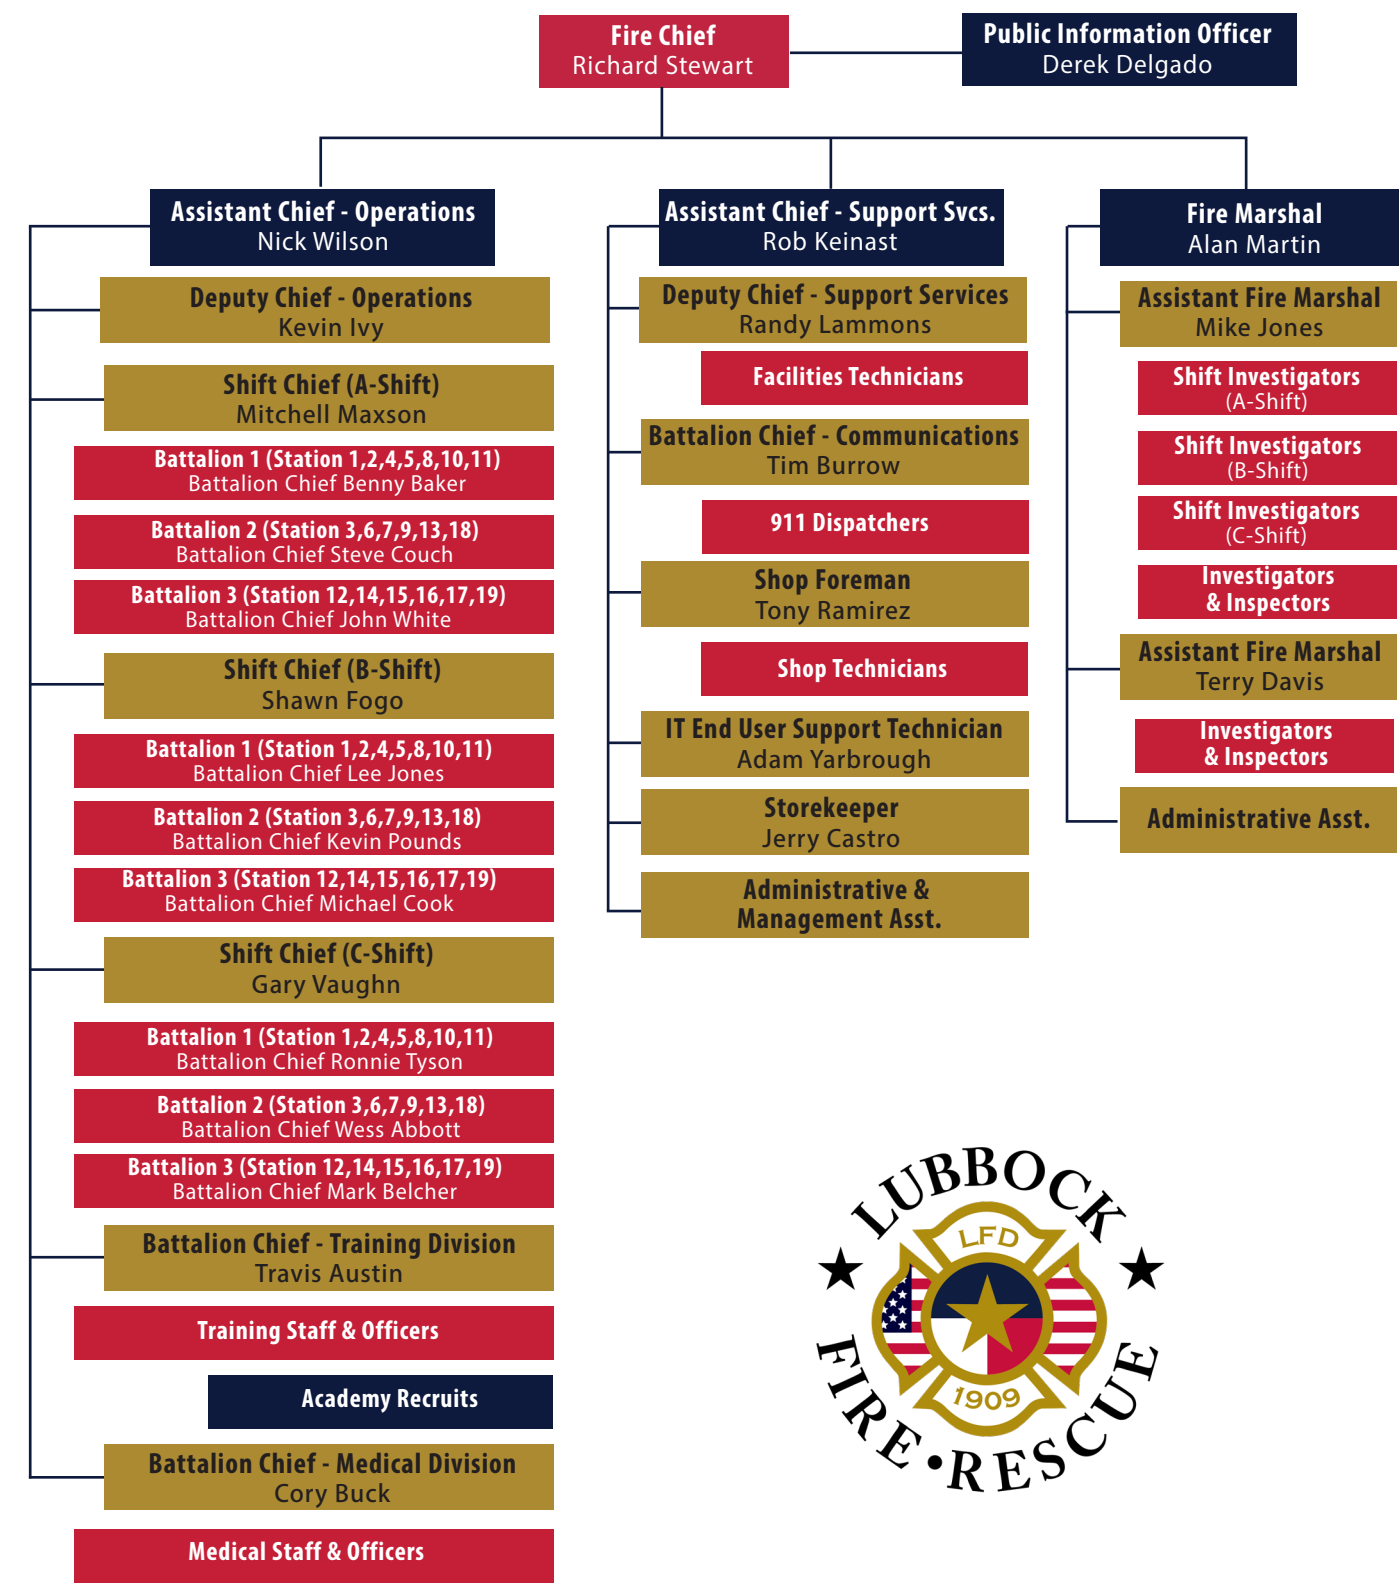 Fire Chief
Richard Stewart
Public Information Officer
Derek Delgado
Assistant Chief - Operations
Nick Wilson
Deputy Chief - Operations
Kevin Ivy
Shift Chief (A-Shift)
Mitchell Maxson
Battalion 1 (Station 1,2,4,5,8,10,11)
Battalion Chief Benny Baker
Battalion 2 (Station 3,6,7,9,13,18)
Battalion Chief Steve Couch
Battalion 3 (Station 12,14,15,16,17,19)
Battalion Chief John White
Shift Chief (B-Shift)
Shawn Fogo
Battalion 1 (Station 1,2,4,5,8,10,11)
Battalion Chief Lee Jones
Battalion 2 (Station 3,6,7,9,13,18)
Battalion Chief Kevin Pounds
Battalion 3 (Station 12,14,15,16,17,19)
Battalion Chief Michael Cook
Shift Chief (C-Shift)
Gary Vaughn
Battalion 1 (Station 1,2,4,5,8,10,11)
Battalion Chief Ronnie Tyson
Battalion 2 (Station 3,6,7,9,13,18)
Battalion Chief Wess Abbott
Battalion 3 (Station 12,14,15,16,17,19)
Battalion Chief Mark Belcher
Battalion Chief - Training Division
Travis Austin
Training Staff & Officers
Academy Recruits
Battalion Chief - Medical Division
Cory Buck
Medical Staff & Officers
Assistant Chief - Support Svcs.
Rob Keinast
Deputy Chief - Support Services
Randy Lammons
Facilities Technicians
Battalion Chief - Communications
Tim Burrow
911 Dispatchers
Shop Foreman
Tony Ramirez
Shop Technicians
IT End User Support Technician
Adam Yarbrough
Storekeeper
Jerry Castro
Administrative &
Management Asst.
Fire Marshal
Alan Martin
Assistant Fire Marshal
Mike Jones
Shift Investigators
(A-Shift)
Shift Investigators
(B-Shift)
Shift Investigators
(C-Shift)
Investigators
& Inspectors
Assistant Fire Marshal
Terry Davis
Investigators
& Inspectors
Administrative Asst.
LUBBOCK
LFD
1909
FIRE • RESCUE